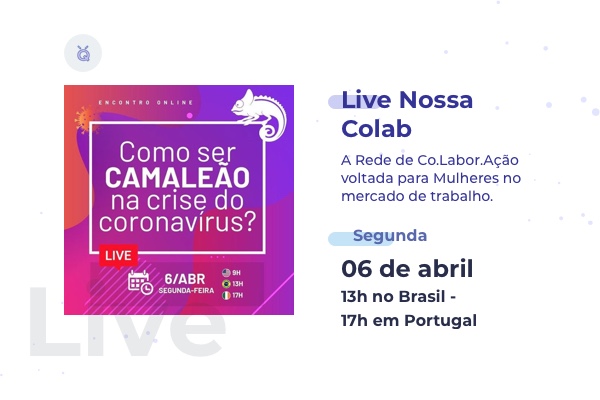 ENCONTRO ONLINE
Como ser
CAMALEÃO
na crise do
coronavírus?
LIVE
6/ABR
SEGUNDA-FEIRA
9H
13H
17H
Live
Live Nossa
Colab
A Rede de Co.Labor.Ação
voltada para Mulheres no
mercado de trabalho.
Segunda
06 de abril
13h no Brasil -
17h em Portugal